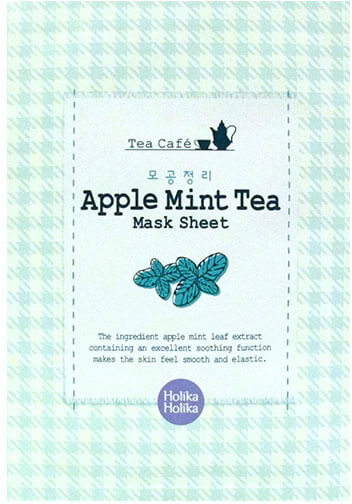 Tea Café
모공정리
Apple Mint Tea
Mask Sheet
The ingredient apple mint leaf extract
containing an excellent soothing function
makes the skin feel smooth and elastic.
Holika
Holika